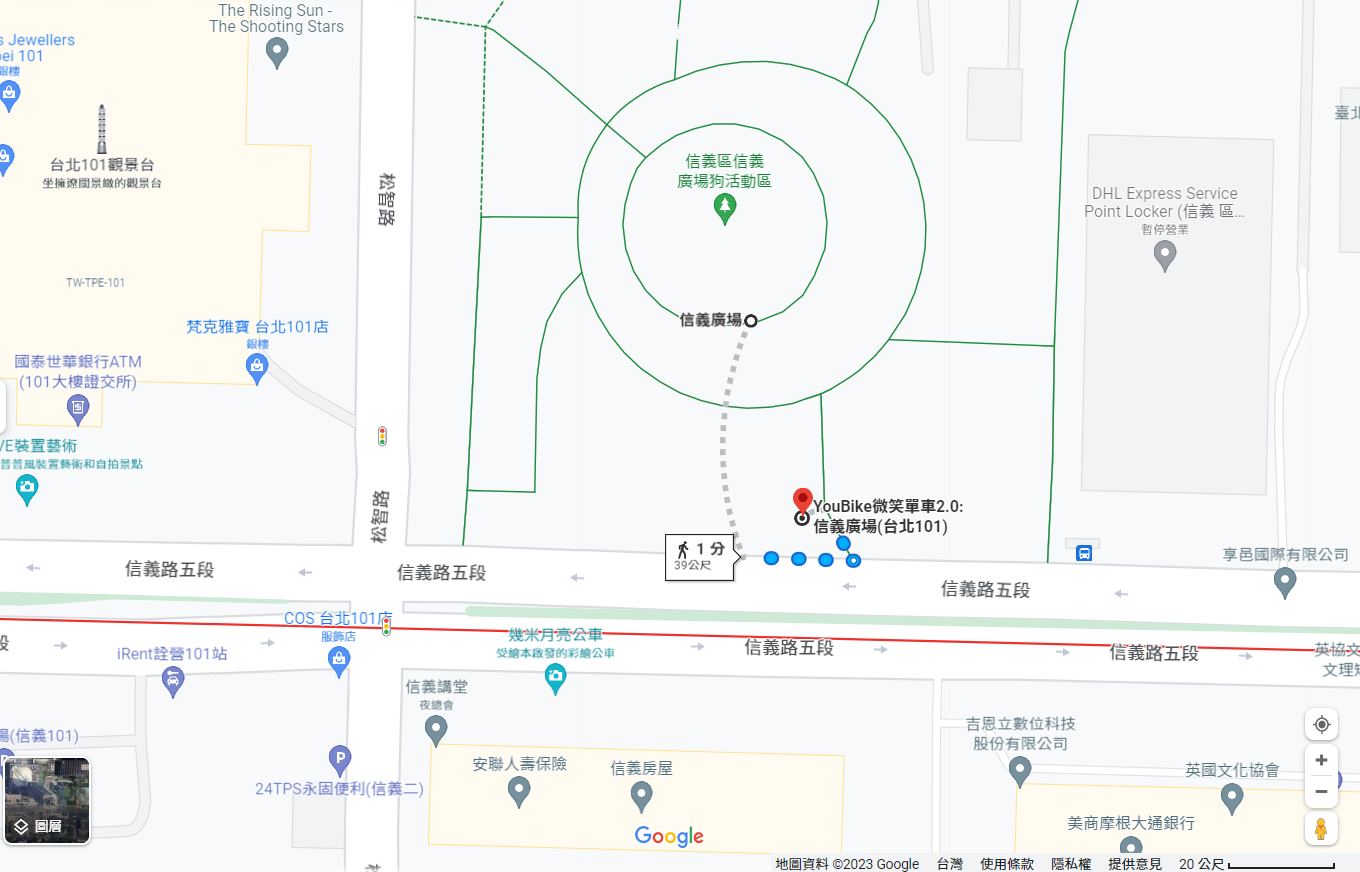 The Rising Sun -
The Shooting Stars
s Jewellers
ei 101
銀樓
台北101觀景台
坐擁遼闊景緻的觀景台
松智路
信義區信義
廣場狗活動區
臺北
DHL Express Service
Point Locker (信義 區...
暫停營業
TW-TPE-101
信義廣場
梵克雅寶 台北101店
銀樓
國泰世華銀行ATM
(101大樓證交所)
VE裝置藝術
普普風裝置藝術和自拍景點
松智路
YouBike微笑單車2.0:
信義廣場(台北101)
1 分
39公尺
享邑國際有限公司
信義路五段
信義路五段
信義路五段
COS 台北101店
服飾店
幾米月亮公車
受繪本啟發的彩繪公車
段
信義路五段
信義路五段
英協文
文理短
iRent詮營101站
信義講堂
夜總會
場(信義101)
吉恩立數位科技
股份有限公司
P
24TPS永固便利(信義二)
安聯人壽保險
信義房屋
英國文化協會
美商摩根大通銀行
圖層
Google
地圖資料 ©2023 Google 台灣 使用條款 隱私權 提供意見 20 公尺